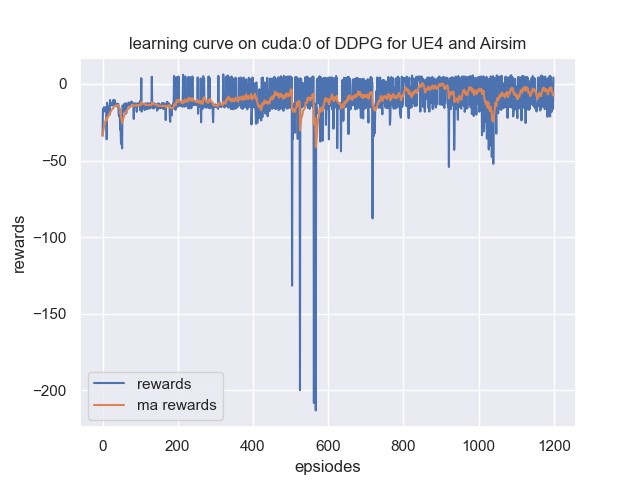 learning curve on cuda:0 of DDPG for UE4 and Airsim
rewards
0
−50
−100
−150
−200
rewards
ma rewards
0
200
400
600
800
1000
1200
epsiodes